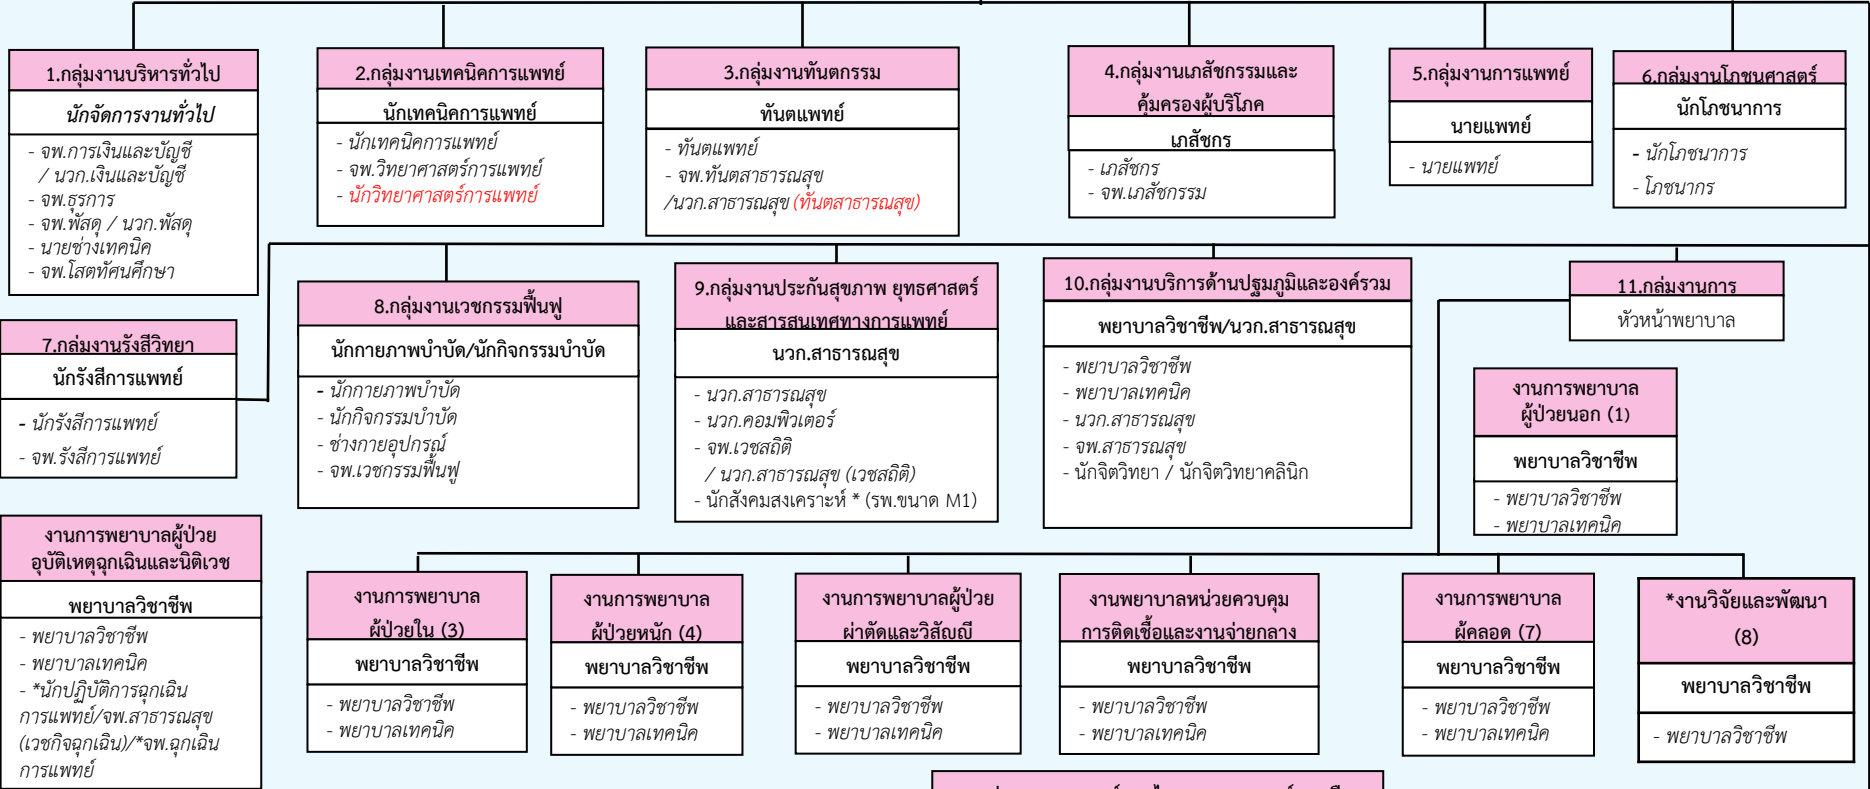 1.กลุ่มงานบริหารทั่วไป
นักจัดการงานทั่วไป
- จพ.การเงินและบัญชี
/ นวก.เงินและบัญชี
- จพ.ธุรการ
- จพ.พัสดุ / นวก.พัสดุ
- นายช่างเทคนิค
- จพ.โสตทัศนศึกษา
2.กลุ่มงานเทคนิคการแพทย์
นักเทคนิคการแพทย์
- นักเทคนิคการแพทย์
- จพ.วิทยาศาสตร์การแพทย์
- นักวิทยาศาสตร์การแพทย์
3.กลุ่มงานทันตกรรม
ทันตแพทย์
- ทันตแพทย์
- จพ.ทันตสาธารณสุข
/นวก.สาธารณสุข (ทันตสาธารณสุข)
4.กลุ่มงานเภสัชกรรมและ
คุ้มครองผู้บริโภค
เภสัชกร
- เภสัชกร
- จพ.เภสัชกรรม
5.กลุ่มงานการแพทย์
นายแพทย์
- นายแพทย์
6.กลุ่มงานโภชนศาสตร์
นักโภชนาการ
- นักโภชนาการ
- โภชนากร
7.กลุ่มงานรังสีวิทยา
นักรังสีการแพทย์
- นักรังสีการแพทย์
- จพ.รังสีการแพทย์
8.กลุ่มงานเวชกรรมฟื้นฟู
นักกายภาพบำบัด/นักกิจกรรมบำบัด
- นักกายภาพบำบัด
- นักกิจกรรมบำบัด
- ช่างกายอุปกรณ์
- จพ.เวชกรรมฟื้นฟู
9.กลุ่มงานประกันสุขภาพ ยุทธศาสตร์
และสารสนเทศทางการแพทย์
นวก.สาธารณสุข
- นวก.สาธารณสุข
- นวก.คอมพิวเตอร์
- จพ.เวชสถิติ
/ นวก.สาธารณสุข (เวชสถิติ)
- นักสังคมสงเคราะห์ * (รพ.ขนาด M1)
10.กลุ่มงานบริการด้านปฐมภูมิและองค์รวม
พยาบาลวิชาชีพ/นวก.สาธารณสุข
- พยาบาลวิชาชีพ
- พยาบาลเทคนิค
- นวก.สาธารณสุข
- จพ.สาธารณสุข
- นักจิตวิทยา / นักจิตวิทยาคลินิก
11.กลุ่มงานการ
หัวหน้าพยาบาล
งานการพยาบาล
ผู้ป่วยนอก (1)
พยาบาลวิชาชีพ
- พยาบาลวิชาชีพ
- พยาบาลเทคนิค
งานการพยาบาลผู้ป่วย
อุบัติเหตุฉุกเฉินและนิติเวช
พยาบาลวิชาชีพ
- พยาบาลวิชาชีพ
- พยาบาลเทคนิค
- *นักปฏิบัติการฉุกเฉิน
การแพทย์/จพ.สาธารณสุข
(เวชกิจฉุกเฉิน)/*จพ.ฉุกเฉิน
การแพทย์
งานการพยาบาล
ผู้ป่วยใน (3)
พยาบาลวิชาชีพ
- พยาบาลวิชาชีพ
- พยาบาลเทคนิค
งานการพยาบาล
ผู้ป่วยหนัก (4)
พยาบาลวิชาชีพ
- พยาบาลวิชาชีพ
- พยาบาลเทคนิค
งานการพยาบาลผู้ป่วย
ผ่าตัดและวิสัญญี
พยาบาลวิชาชีพ
- พยาบาลวิชาชีพ
- พยาบาลเทคนิค
งานพยาบาลหน่วยควบคุม
การติดเชื้อและงานจ่ายกลาง
พยาบาลวิชาชีพ
- พยาบาลวิชาชีพ
- พยาบาลเทคนิค
งานการพยาบาล
ผู้คลอด (7)
พยาบาลวิชาชีพ
- พยาบาลวิชาชีพ
- พยาบาลเทคนิค
*งานวิจัยและพัฒนา
(8)
พยาบาลวิชาชีพ
- พยาบาลวิชาชีพ